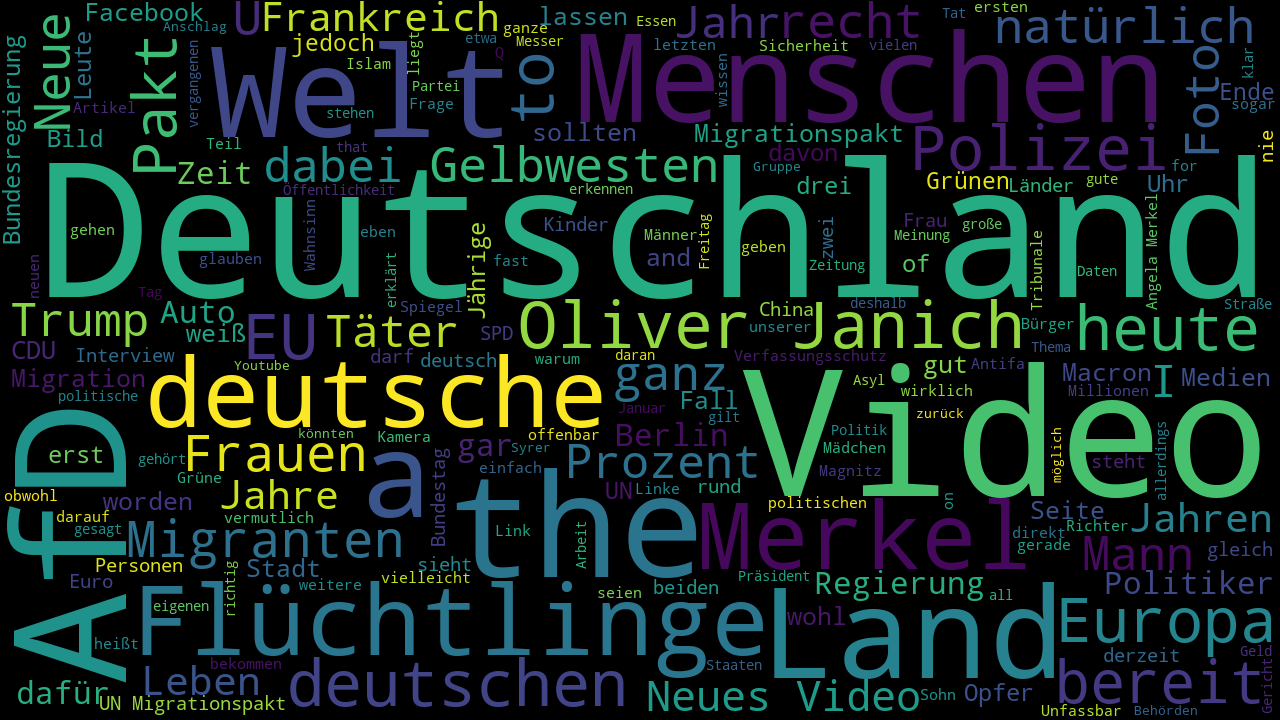 Facebook
Anschlag
U
Frankreich
jedoch
Islam
liegt
etwa
ganze
Messer
Q
lassen
Essen
Jahr
recht
Tat
ersten
natürlich
Neue
Leute
Pakt
vergangenen
Welt
to
Menschen
letzten
Sicherheit
vielen
wissen
Foto
klar
Ende
sogar
nie
Bundesregierung
Artikel
Partei
Frage
stehen
sollten
Migrationspakt
Polizei
Bild
Teil
that
Zeit
dabei
Gelbwesten
davon
Gruppe
for
Öffentlichkeit
erkennen
drei
Grünen
Länder
gute
Uhr
Deutschland
gehen
glauben
Wahnsinn
eben
Kinder
Männer
and
Freitag
geben
zwei
Zeitung
of
Frau
Meinung
große
Tribunale
Daten
Angela Merkel
Straße
neuen
Tag
erklärt
Jährige
fast
Spiegel
Trump
Auto
weiß
EU
Täter
SPD
Oliver Janich
China
unserer
deshalb
Bürger
Thema
heute
CDU
Interview
Youtube
darf
deutsch
warum
daran
Verfassungsschutz
Antifa
gut
Macron
Millionen
I
Medien
Migration
politische
deutsche
ganz
Januar
Fall
gilt
Asyl
wirklich
zurück
Video
AfD
erst
gehört
Grüne
könnten
Kamera
offenbar
gar
Syrer
Berlin
Politik
Mädchen
Magnitz
möglich
steht
allerdings
Frauen
a
Bundestag
einfach
Prozent
obwohl
darauf
gesagt
worden
Jahre
vermutlich
the
Link
Arbeit
UN
Linke
rund
politischen
on
Seite
direkt
gerade
Richter
Jahren
Migranten
Stadt
Merkel
Mann
gleich
Personen
Euro
richtig
weitere
vielleicht
sieht
seien
beiden
Präsident
Regierung
all
Politiker
eigenen
heißt
Flüchtlinge
Land
wohl
Europa
bekommen
Staaten
derzeit
Geld
dafür
Leben
UN Migrationspakt
deutschen
Neues Video
Sohn
Opfer
bereit
Unfassbar
Behörden
Gericht